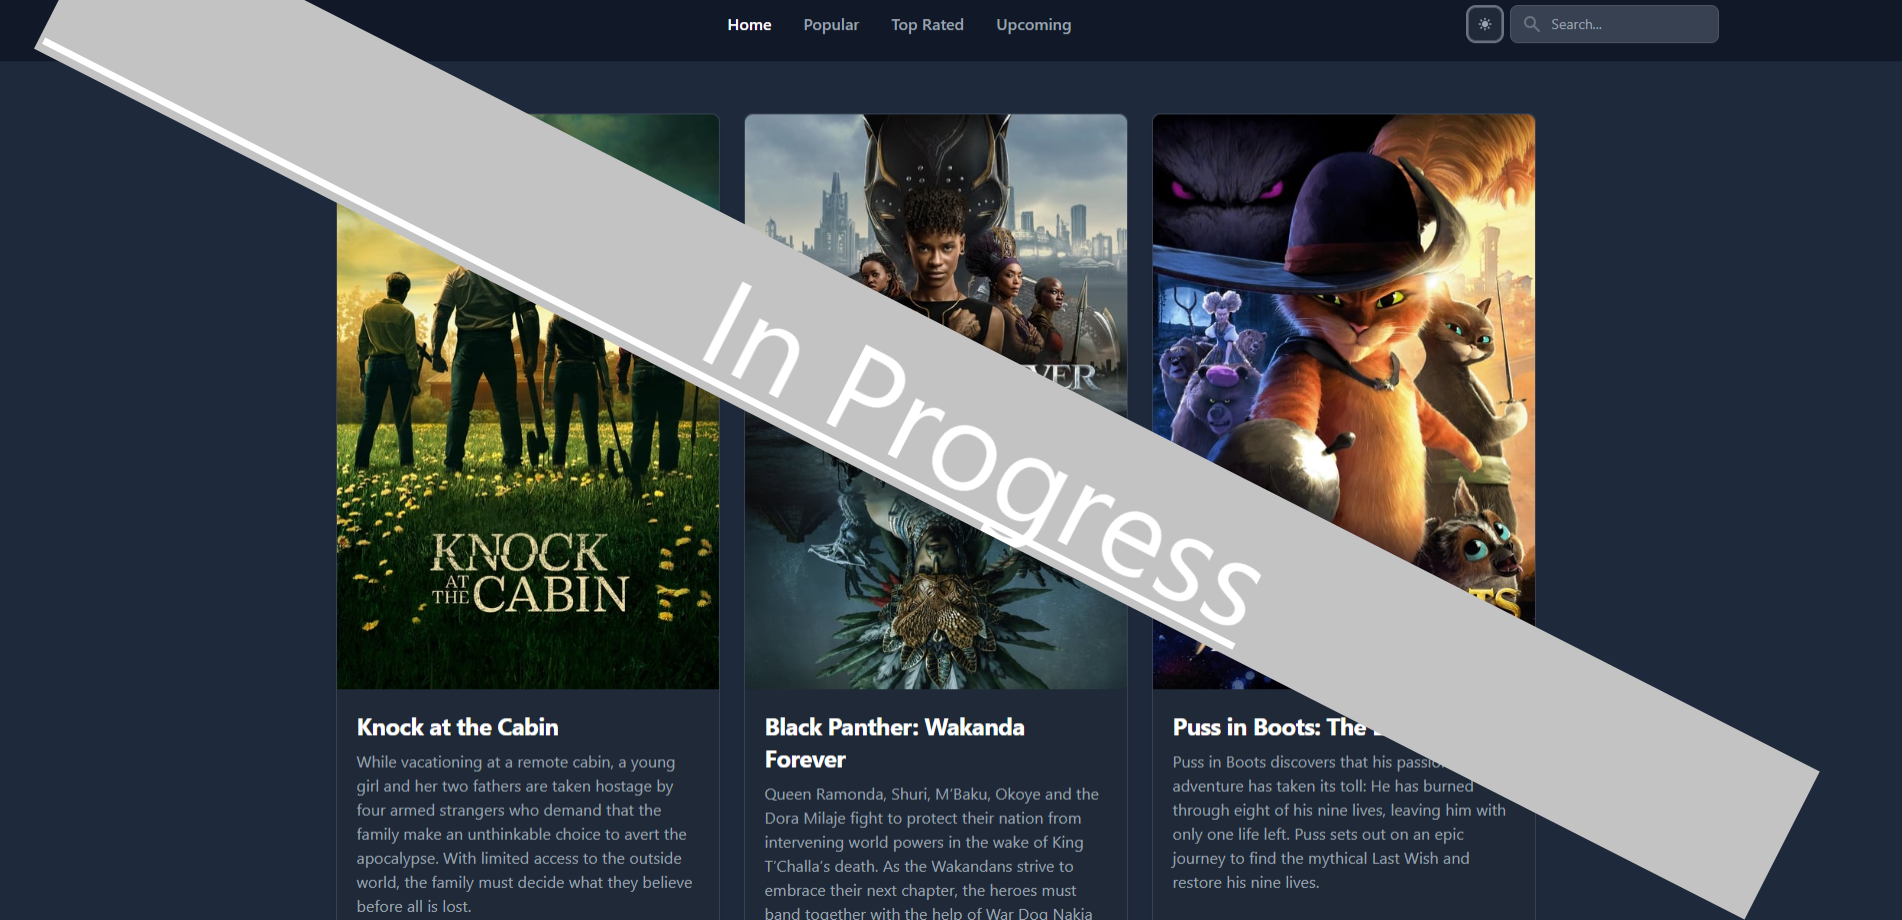 Home Popular Top Rated Upcoming Search...
In Progress
VER
KNOCK
AT THE CABIN
TS
Knock at the Cabin
While vacationing at a remote cabin, a young
girl and her two fathers are taken hostage by
four armed strangers who demand that the
family make an unthinkable choice to avert the
apocalypse. With limited access to the outside
world, the family must decide what they believe
before all is lost.
Black Panther: Wakanda
Forever
Queen Ramonda, Shuri, M'Baku, Okoye and the
Dora Milaje fight to protect their nation from
intervening world powers in the wake of King
T'Challa's death. As the Wakandans strive to
embrace their next chapter, the heroes must
band together with the help of War Dog Nakia
Puss in Boots: The
Puss in Boots discovers that his
adventure has taken its toll: He has burned
through eight of his nine lives, leaving him with
only one life left. Puss sets out on an epic
journey to find the mythical Last Wish and
restore his nine lives.